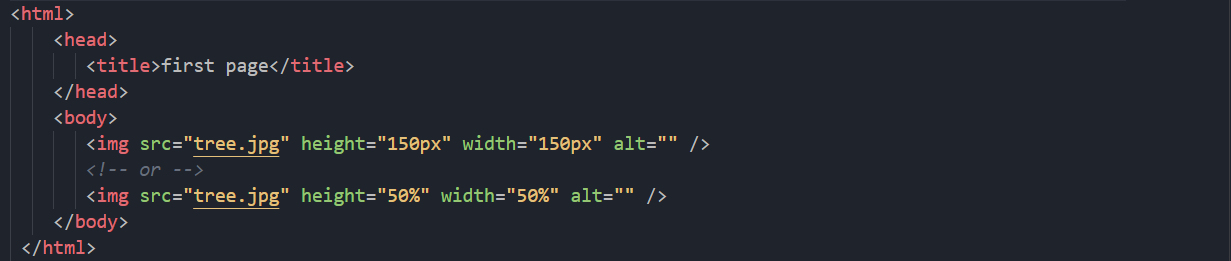 <html>
<head>
<title>first page</title>
</head>
<body>
<img src="tree.jpg" height="150px" width="150px" alt="" />
<!-- or -->
<img src="tree.jpg" height="50%" width="50%" alt="" />
</body>
</html>